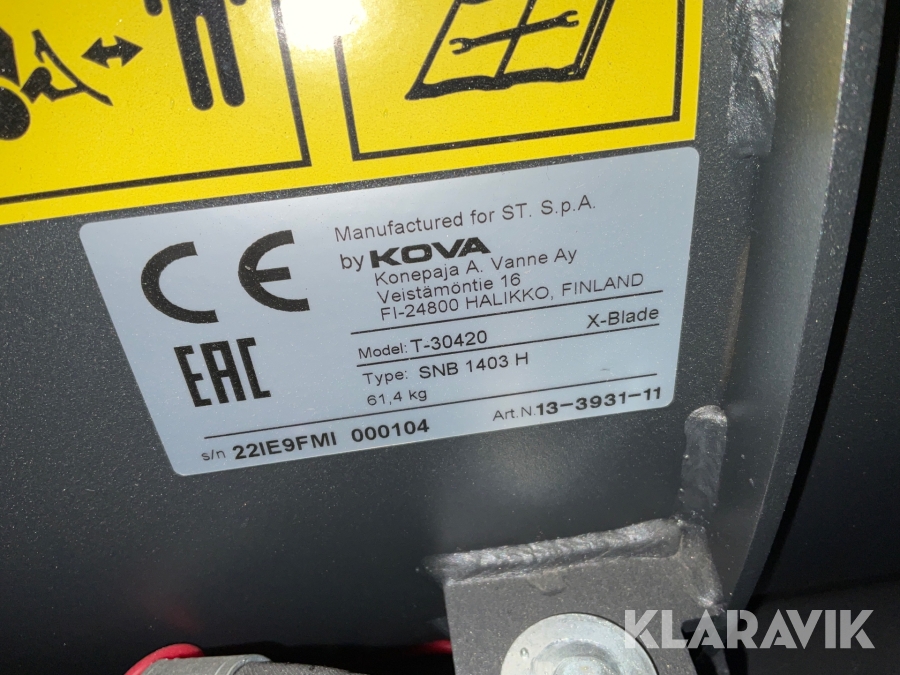 CE
Manufactured for ST. S.p.A.
by KOVA
Konepaja A. Vanne Ay
Veistämöntie 16
FI-24800 HALIKKO, FINLAND
EAC
Model: T-30420 X-Blade
Type: SNB 1403 H
61,4 kg
s/n 22IE9FMI 000104 Art.N.13-3931-11
KLARAVIK